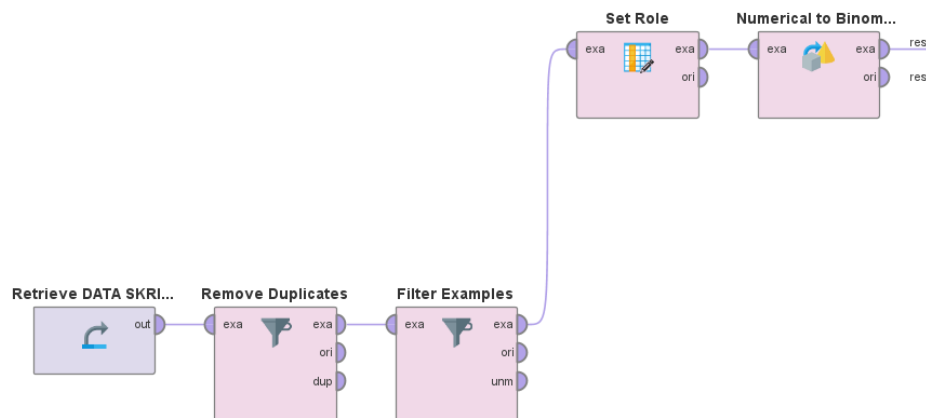 Set Role
Numerical to Binom...
exa
exa
ori
exa
exa
ori
res
res
Retrieve DATA SKRI...
Remove Duplicates
Filter Examples
out
exa
exa
ori
dup
exa
exa
ori
unm